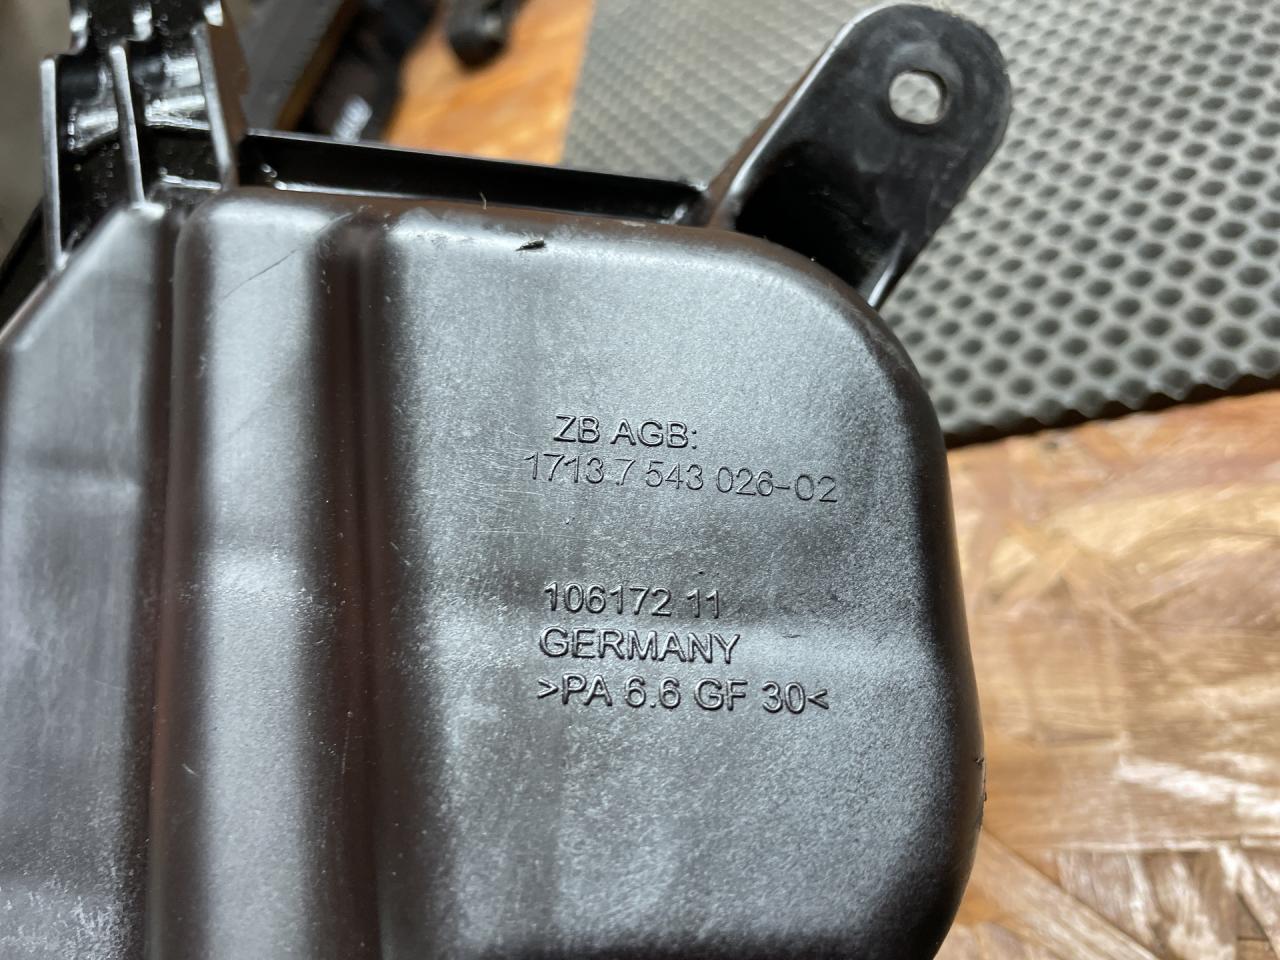 ZB AGB:
1713 7 543 026-02
106172 11
GERMANY
>PA 6.6 GF 30<